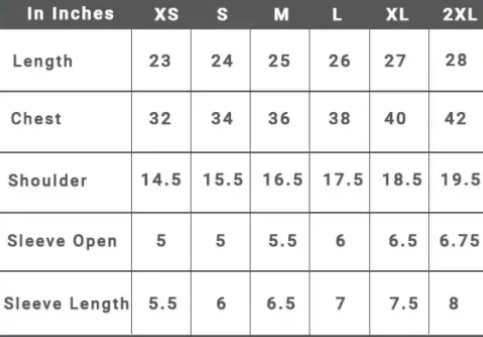 In Inches XS S M L XL 2XL
Length 23 24 25 26 27 28
Chest 32 34 36 38 40 42
Shoulder 14.5 15.5 16.5 17.5 18.5 19.5
Sleeve Open 5 5 5.5 6 6.5 6.75
Sleeve Length 5.5 6 6.5 7 7.5 8